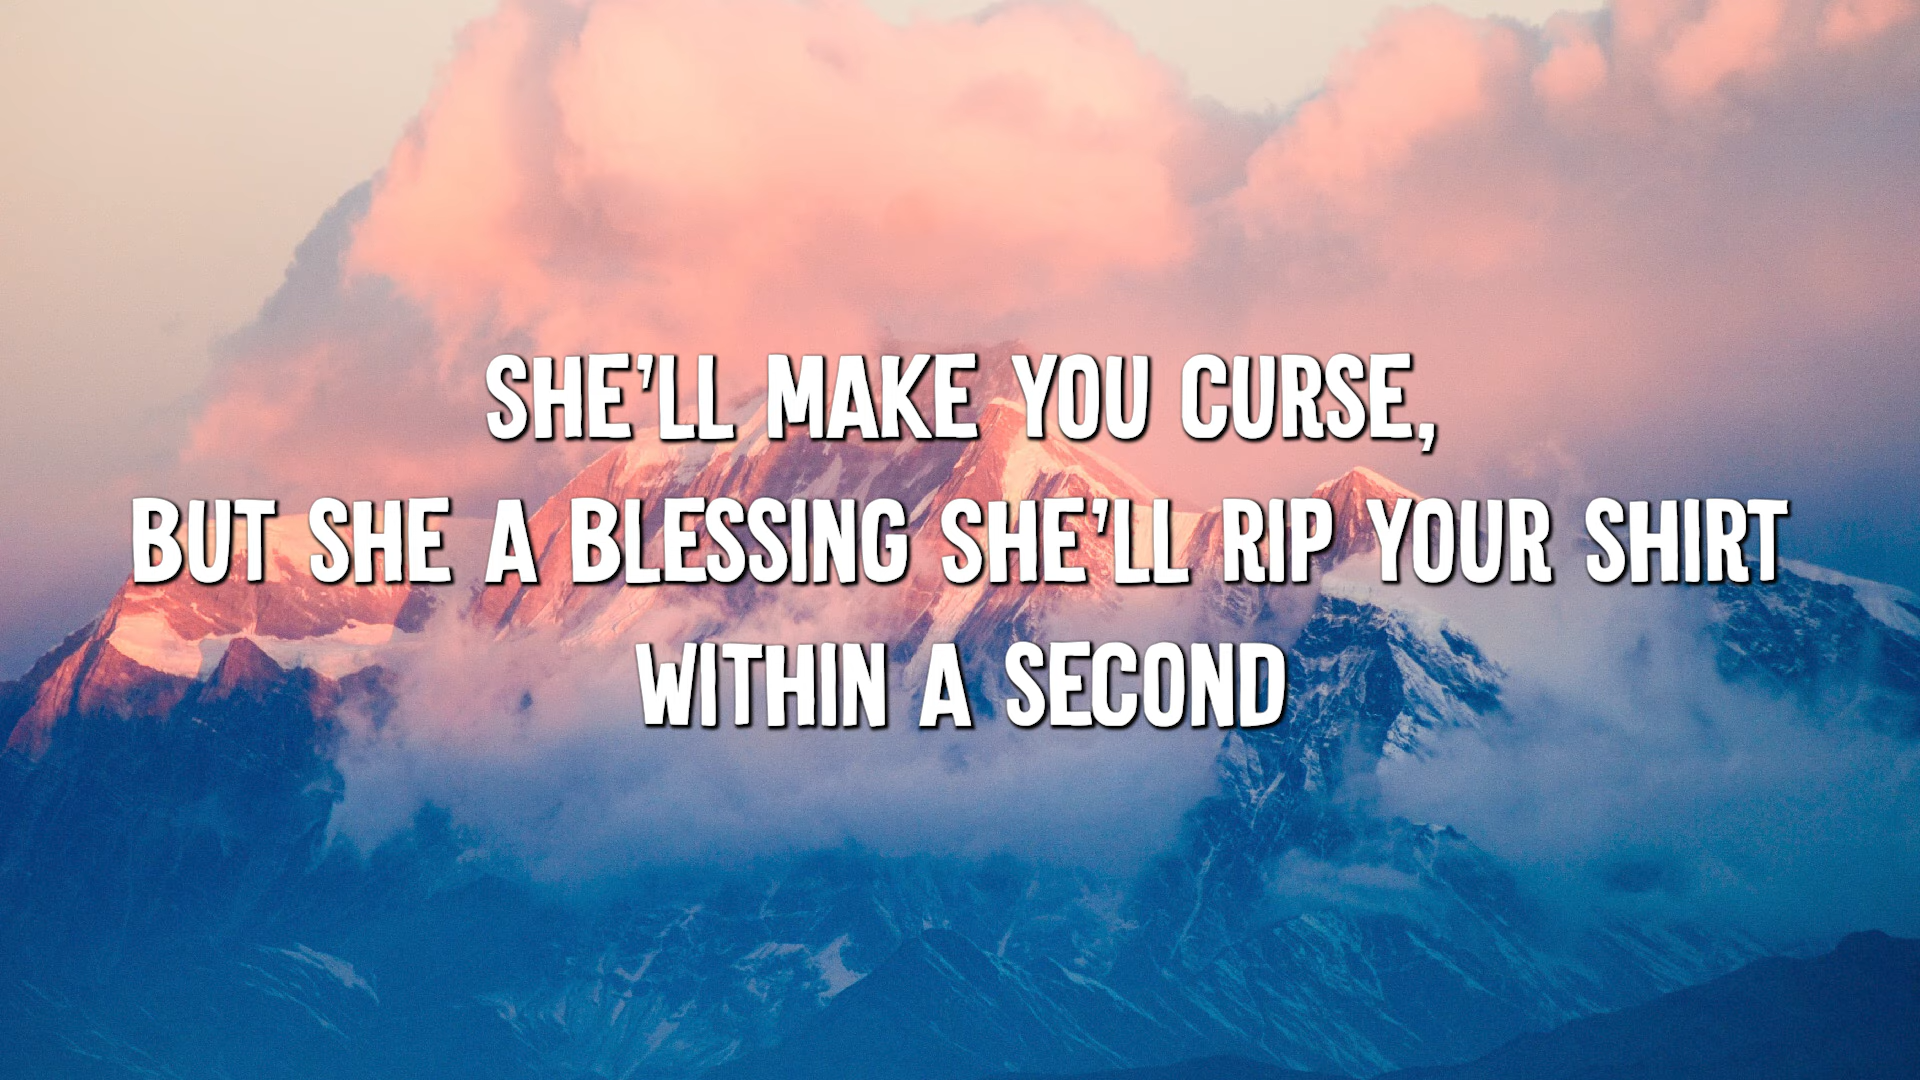 SHE'LL MAKE YOU CURSE,
BUT SHE A BLESSING SHE'LL RIP YOUR SHIRT
WITHIN A SECOND